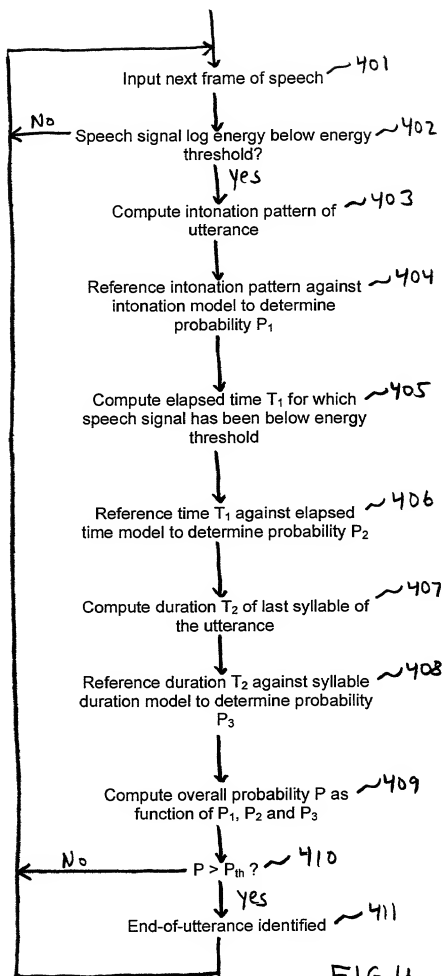 Input next frame of speech 401
No
Speech signal log energy below energy 402
threshold?
yes
Compute intonation pattern of 403
utterance
Reference intonation pattern against 404
intonation model to determine
probability P₁
Compute elapsed time T₁ for which 405
speech signal has been below energy
threshold
Reference time T₁ against elapsed 406
time model to determine probability P₂
Compute duration T₂ of last syllable of 407
the utterance
Reference duration T₂ against syllable 408
duration model to determine probability
P₃
Compute overall probability P as 409
function of P₁, P₂ and P₃
No
P > Pth ? 410
yes
End-of-utterance identified 411
FIG 4